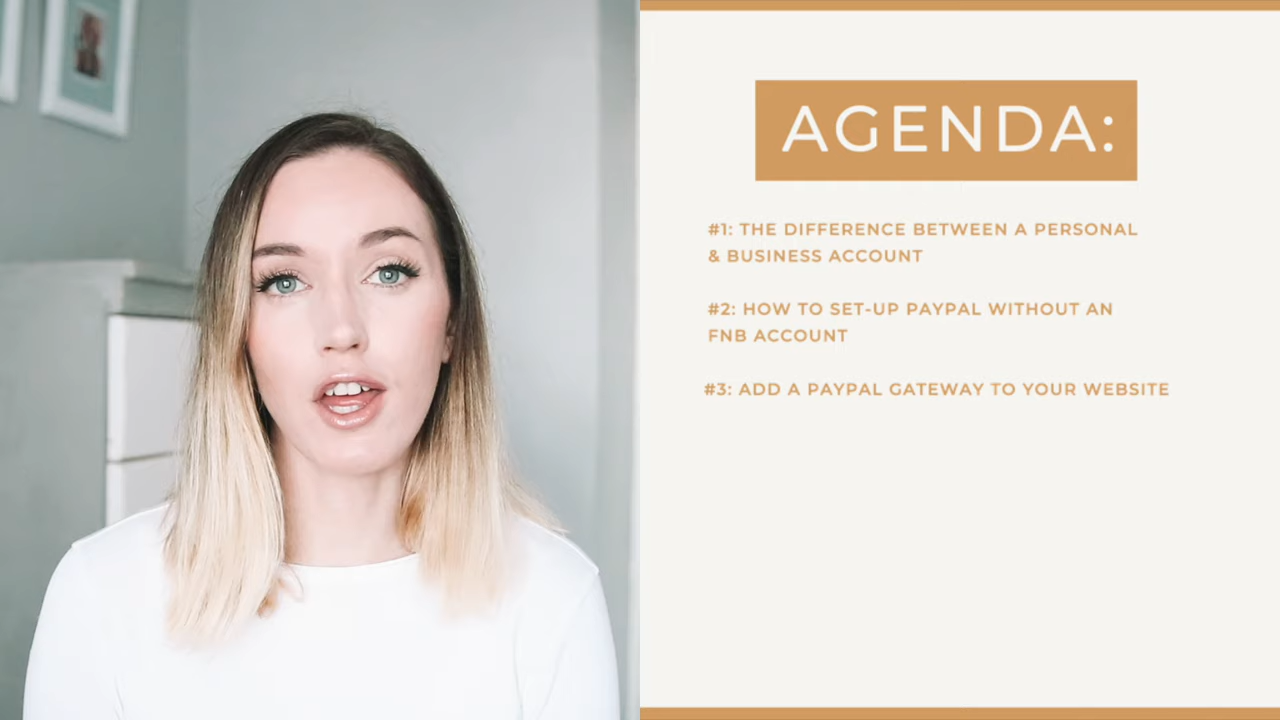 AGENDA:
#1: THE DIFFERENCE BETWEEN A PERSONAL
& BUSINESS ACCOUNT
#2: HOW TO SET-UP PAYPAL WITHOUT AN
FNB ACCOUNT
#3: ADD A PAYPAL GATEWAY TO YOUR WEBSITE